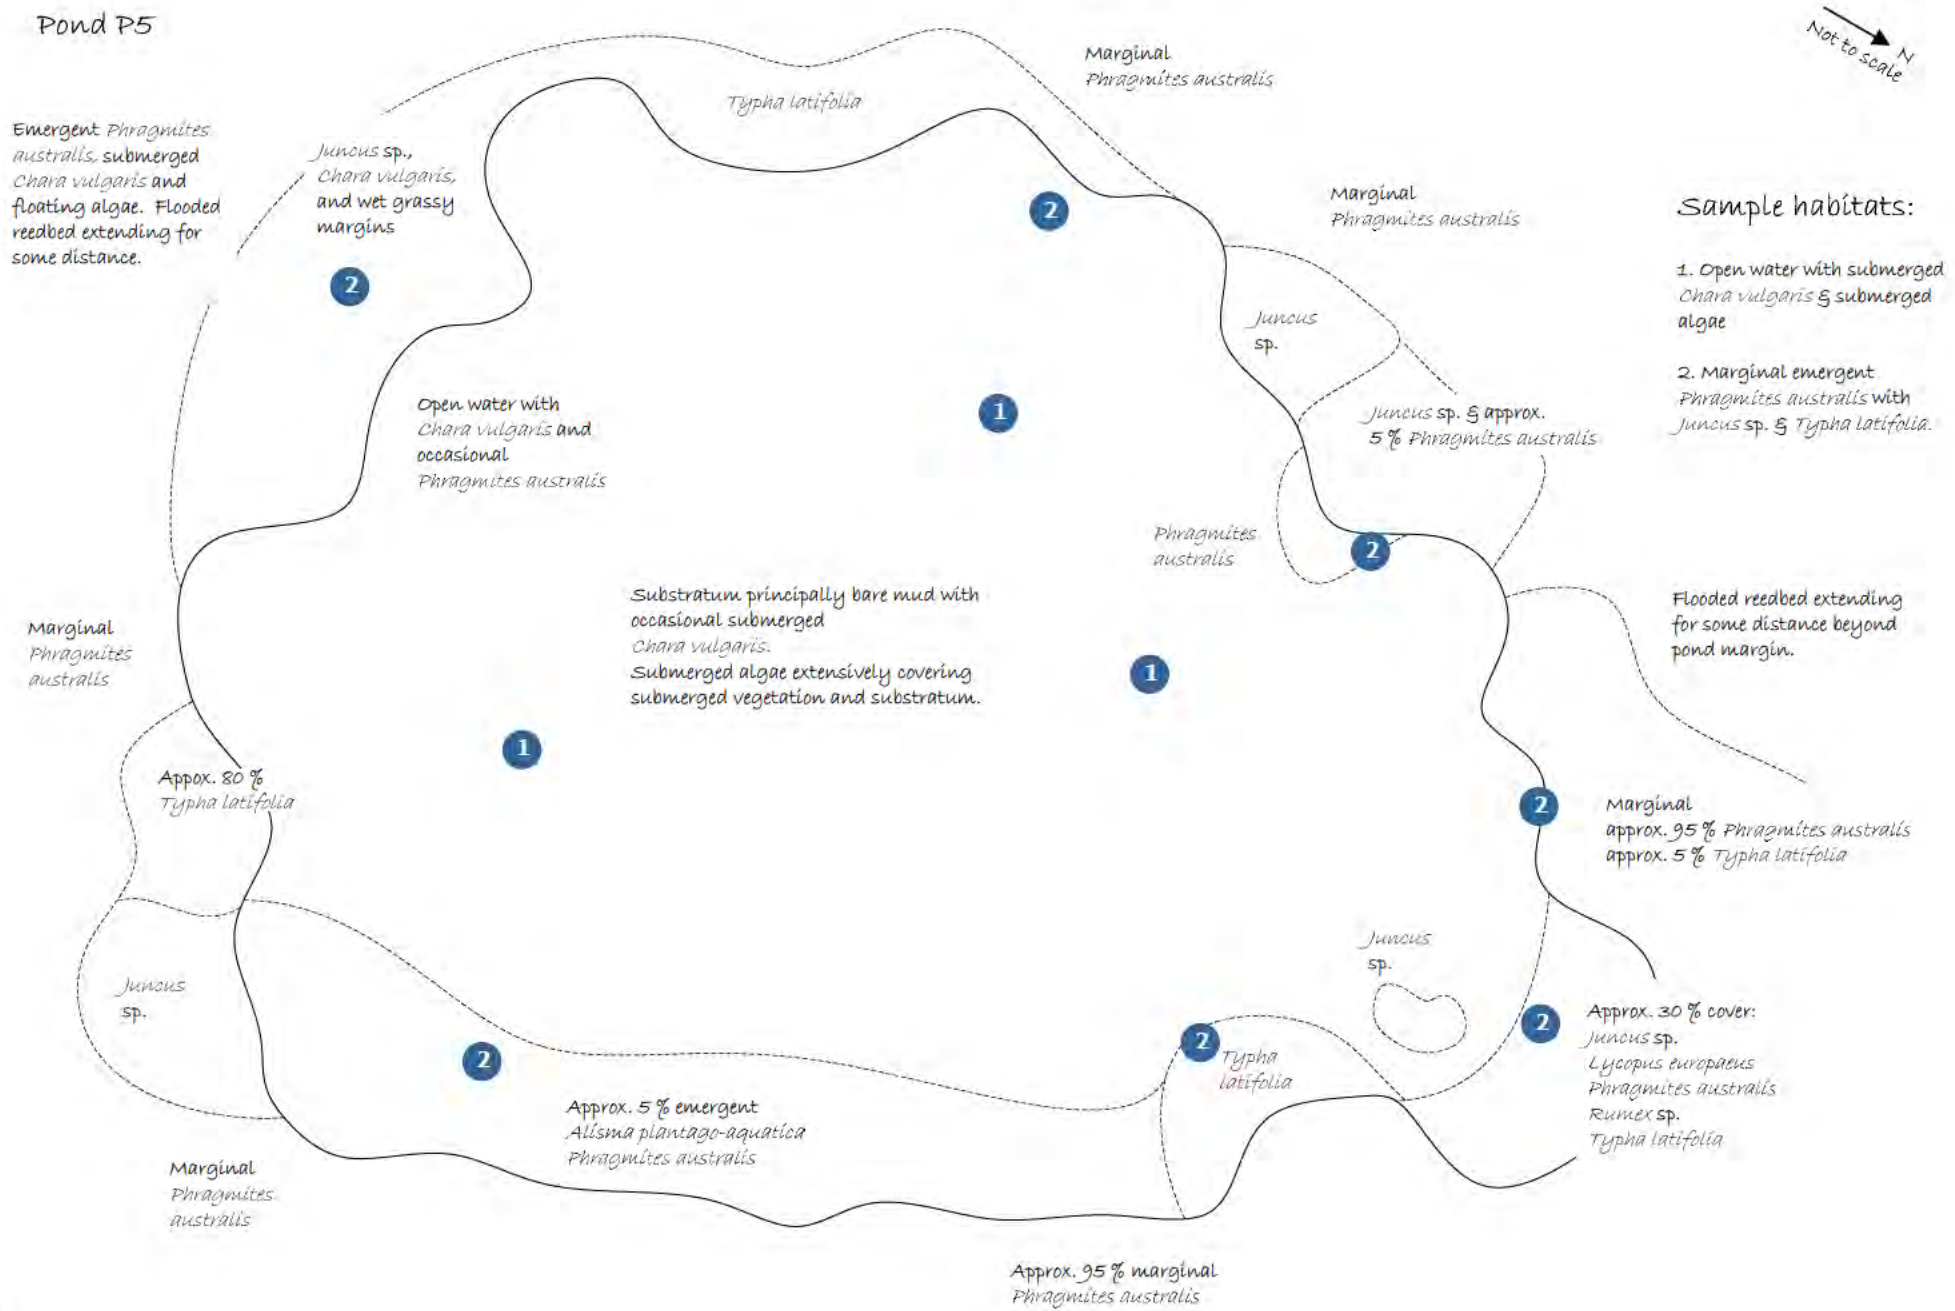 Pond P5
N
Not to scale
Marginal
Phragmites australis
Typha latifolia
Emergent Phragmites
australis, submerged
Chara vulgaris and
floating algae. Flooded
reedbed extending for
some distance.
Juncus sp.,
Chara vulgaris,
and wet grassy
margins
2
2
Marginal
Phragmites australis
Sample habitats:
1. Open water with submerged
Chara vulgaris & submerged
algae
2. Marginal emergent
Phragmites australis with
Juncus sp. & Typha latifolia.
Juncus
sp.
Open water with
Chara vulgaris and
occasional
Phragmites australis
1
Juncus sp. & approx.
5 % Phragmites australis
Phragmites
australis
2
Substratum principally bare mud with
occasional submerged
Chara vulgaris.
Submerged algae extensively covering
submerged vegetation and substratum.
Flooded reedbed extending
for some distance beyond
pond margin.
Marginal
Phragmites
australis
1
1
Appox. 80 %
Typha latifolia
2
Marginal
approx. 95 % Phragmites australis
approx. 5 % Typha latifolia
Juncus
sp.
Juncus
sp.
2
2
Typha
latifolia
2
Approx. 30 % cover:
Juncus sp.
Lycopus europaeus
Phragmites australis
Rumex sp.
Typha latifolia
Approx. 5 % emergent
Alisma plantago-aquatica
Phragmites australis
Marginal
Phragmites
australis
Approx. 95 % marginal
Phragmites australis